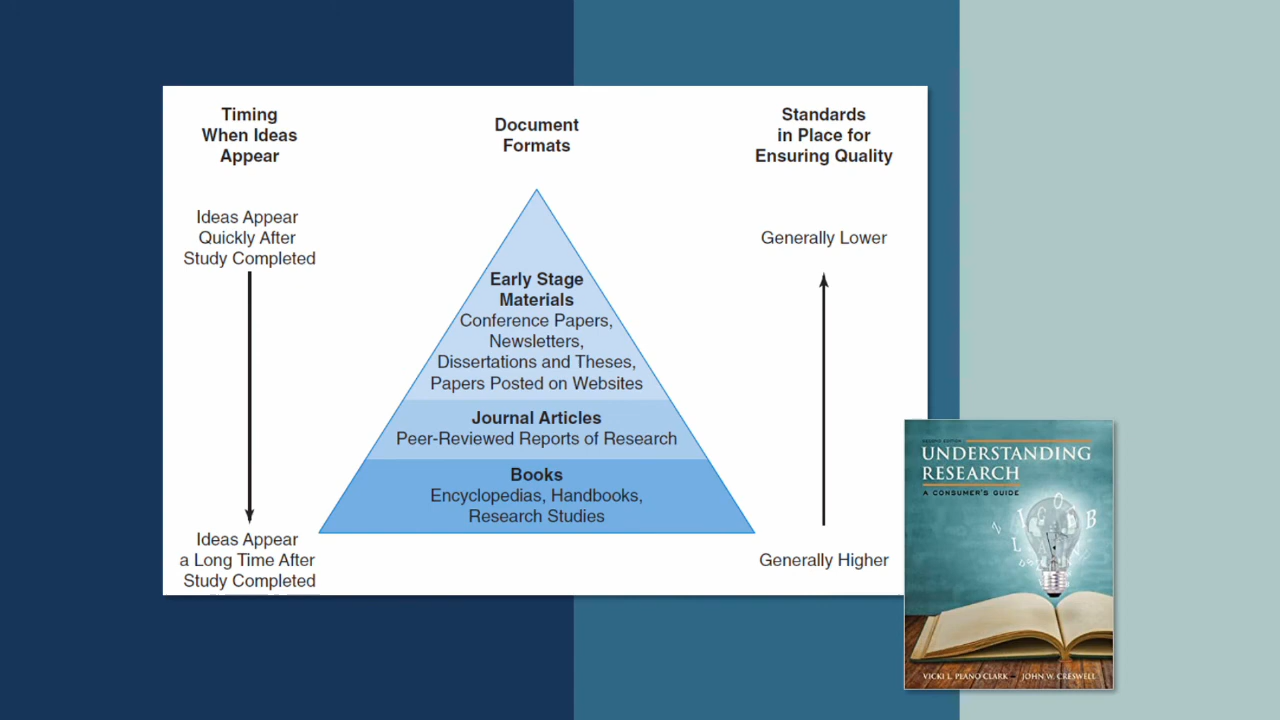 Timing
When Ideas
Appear
Document
Formats
Standards
in Place for
Ensuring Quality
Ideas Appear
Quickly After
Study Completed
Generally Lower
Early Stage
Materials
Conference Papers,
Newsletters,
Dissertations and Theses,
Papers Posted on Websites
Journal Articles
Peer-Reviewed Reports of Research
Books
Encyclopedias, Handbooks,
Research Studies
Ideas Appear
a Long Time After
Study Completed
Generally Higher
SECOND EDITION
UNDERSTANDING
RESEARCH
A CONSUMER'S GUIDE
VICKI L. PLANO CLARK — JOHN W. CRESWELL